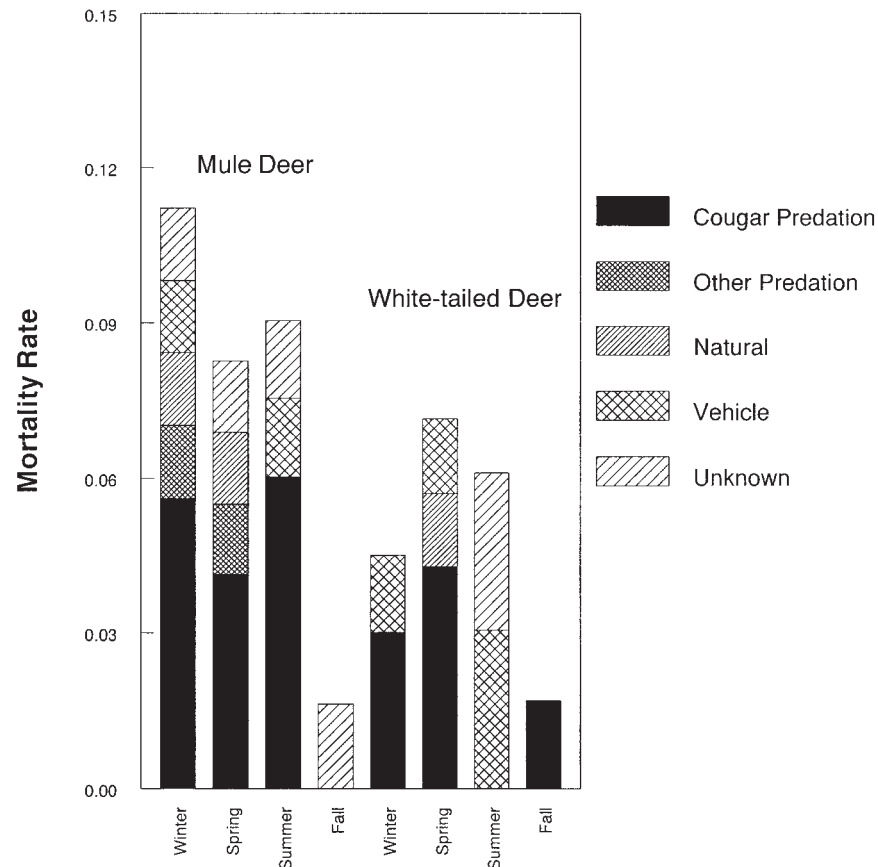 Mortality Rate
0.15
0.12
0.09
0.06
0.03
0.00
Mule Deer
White-tailed Deer
Winter
Spring
Summer
Fall
Winter
Spring
Summer
Fall
Cougar Predation
Other Predation
Natural
Vehicle
Unknown